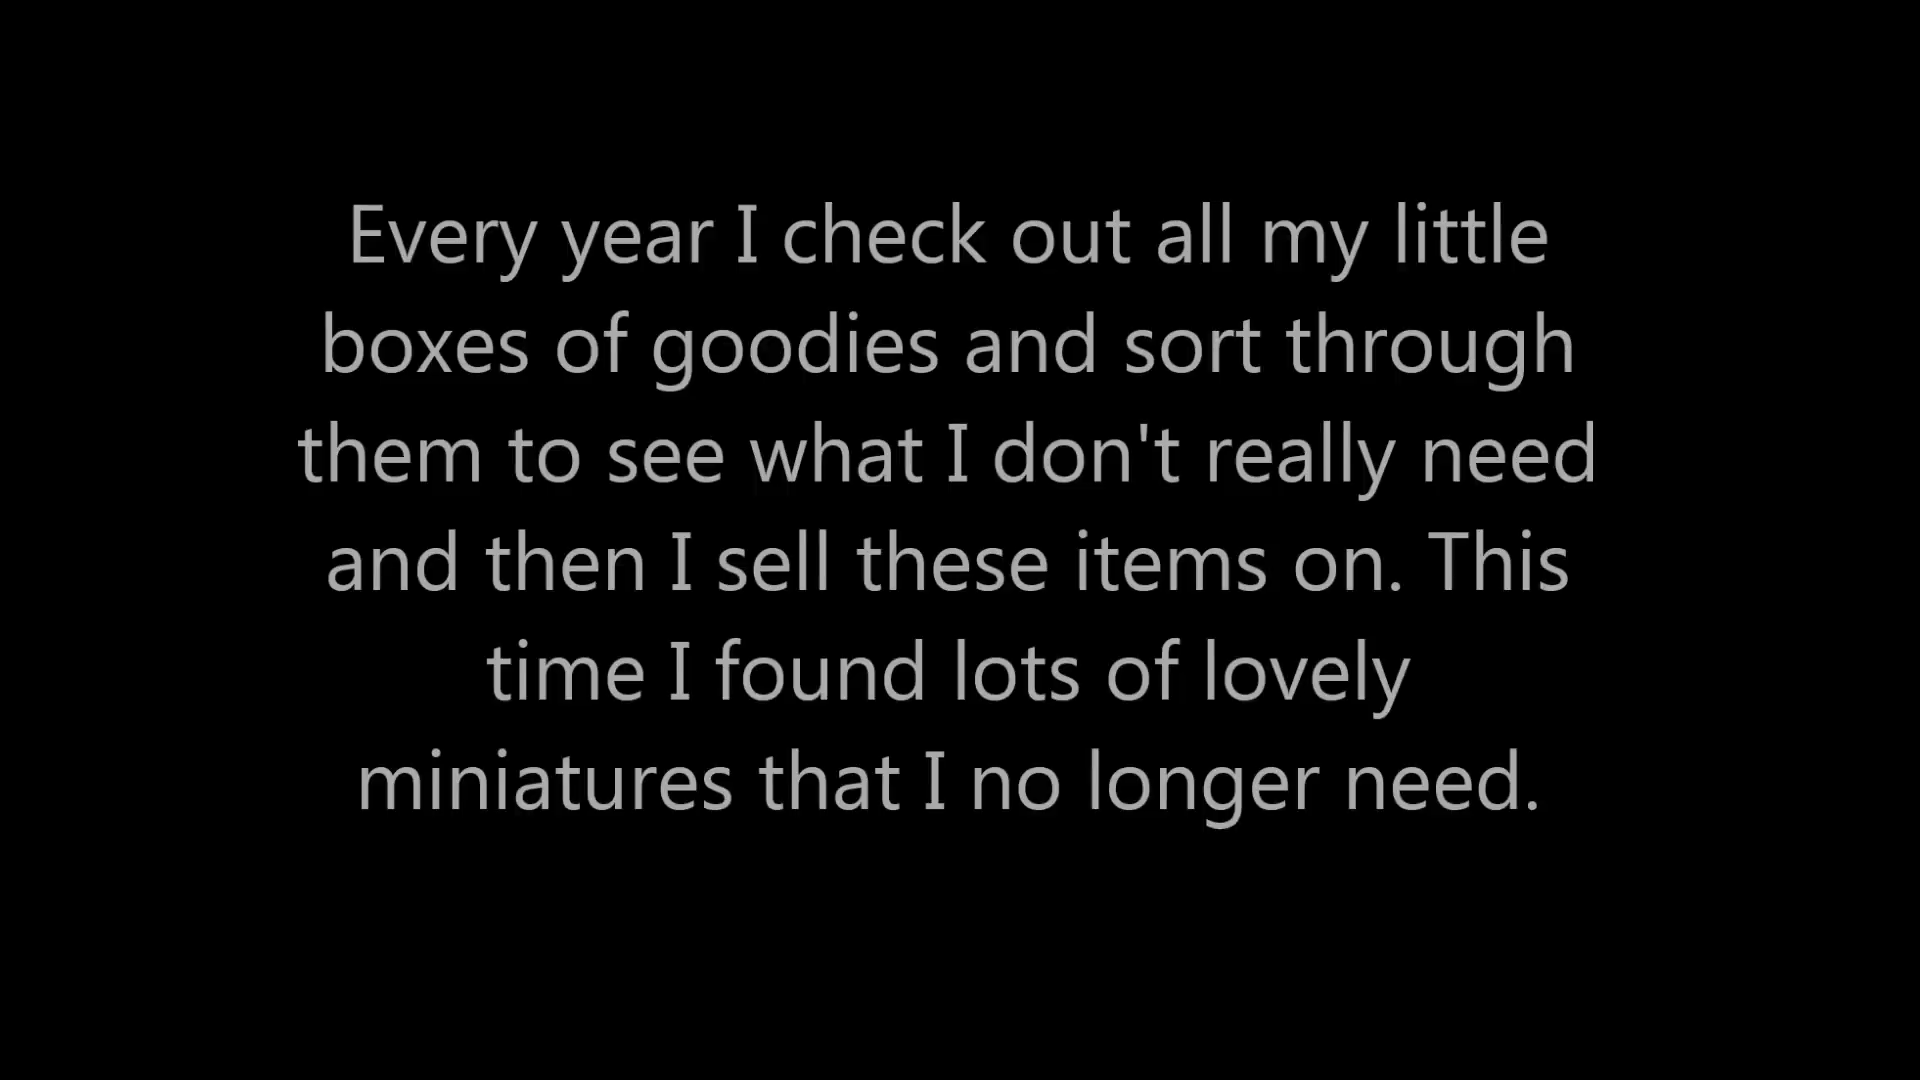 Every year I check out all my little
boxes of goodies and sort through
them to see what I don't really need
and then I sell these items on. This
time I found lots of lovely
miniatures that I no longer need.